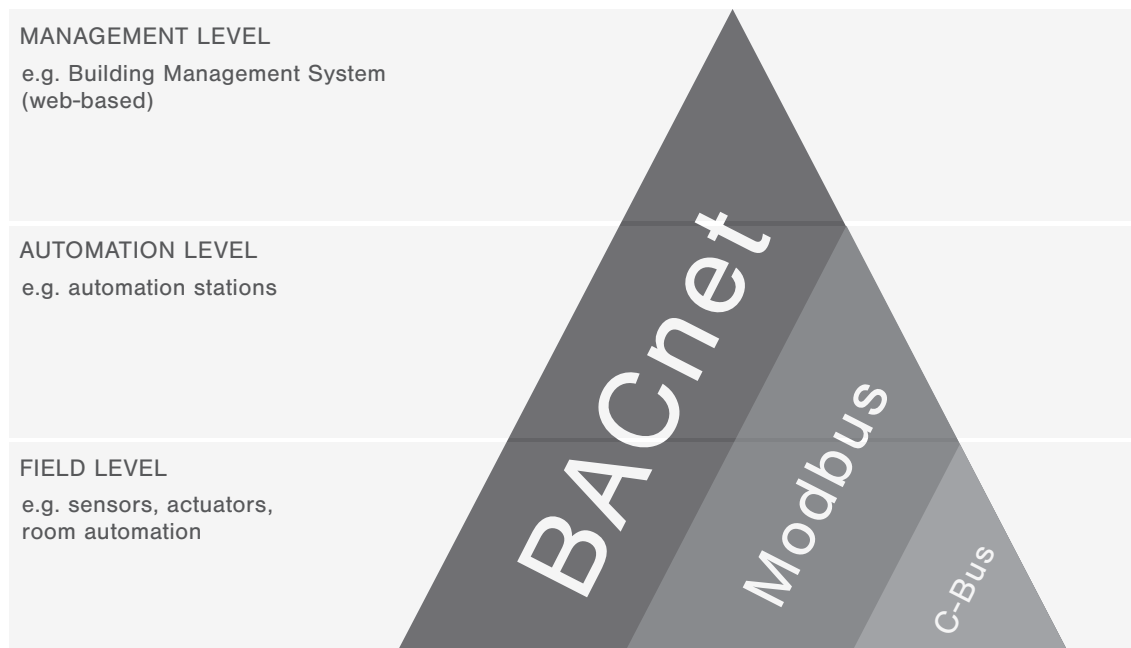 MANAGEMENT LEVEL
e.g. Building Management System
(web-based)
AUTOMATION LEVEL
e.g. automation stations
FIELD LEVEL
e.g. sensors, actuators,
room automation
BACnet
Modbus
C-Bus